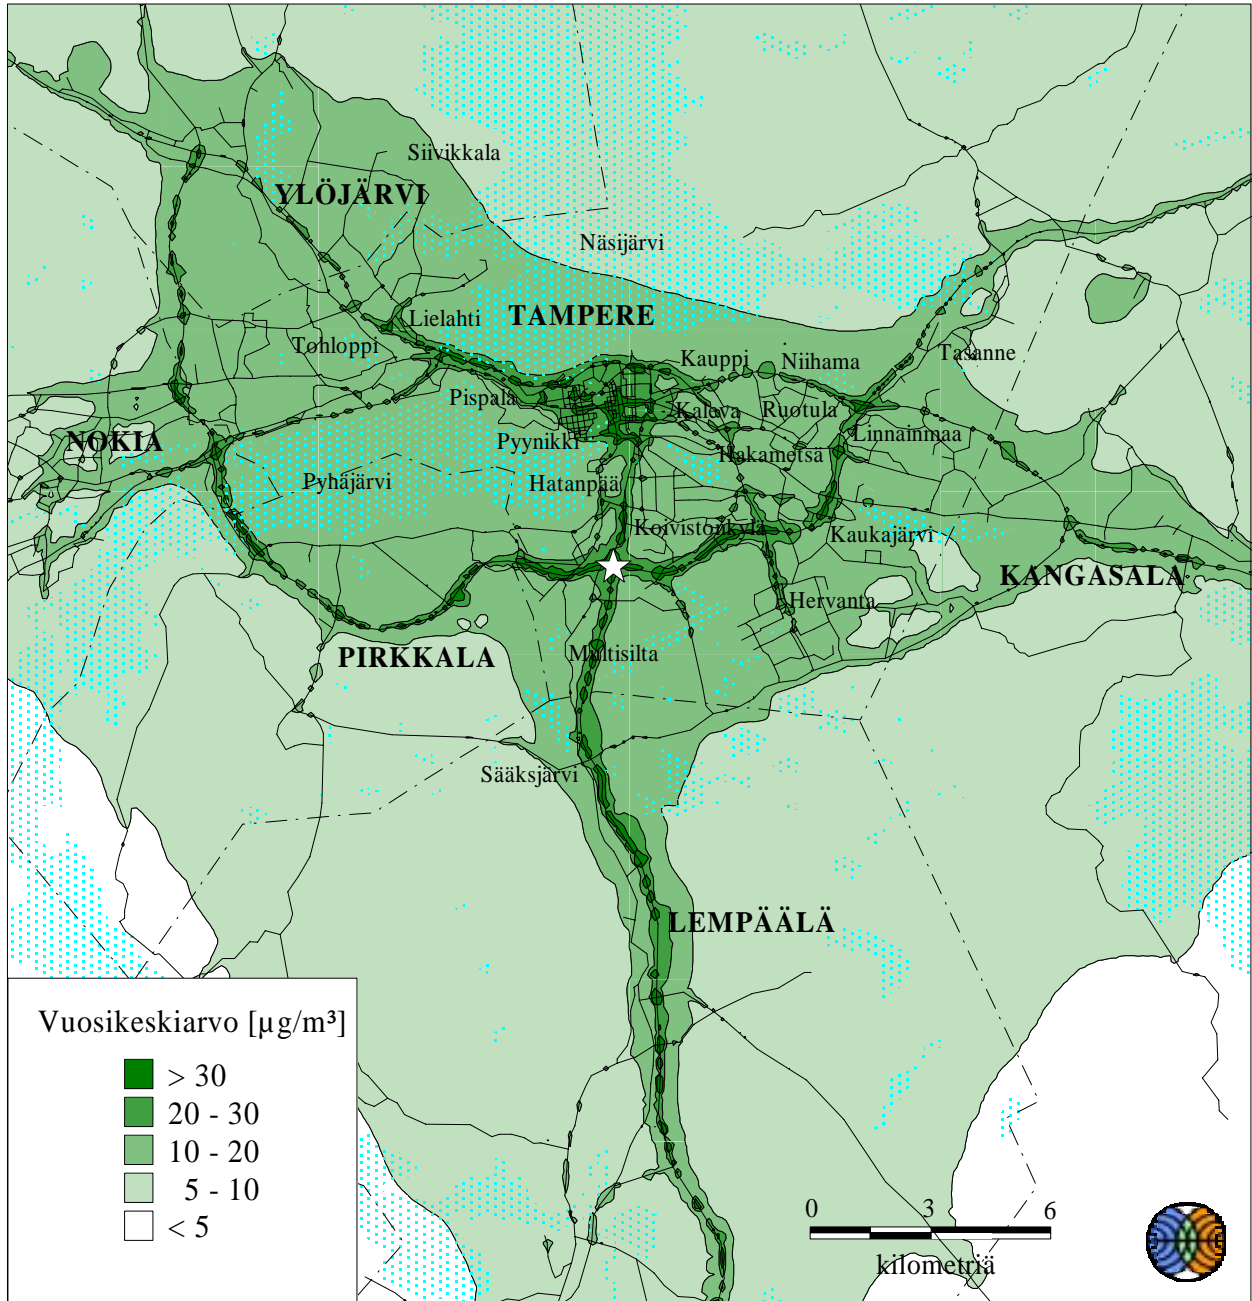 Siivikkala
YLÖJÄRVI
Näsijärvi
Lielahti
TAMPERE
Tohloppi
Kauppi
Niihama
Tasanne
Pispala
Kaleva
Ruotula
NOKIA
Pyynikki
Linnainmaa
Hakametsä
Pyhäjärvi
Hatanpää
Koivistonkylä
Kaukajärvi
KANGASALA
Hervanta
PIRKKALA
Multisilta
Sääksjärvi
LEMPÄÄLÄ
Vuosikeskiarvo [µg/m³]
> 30
20 - 30
10 - 20
5 - 10
< 5
0 3 6
kilometriä